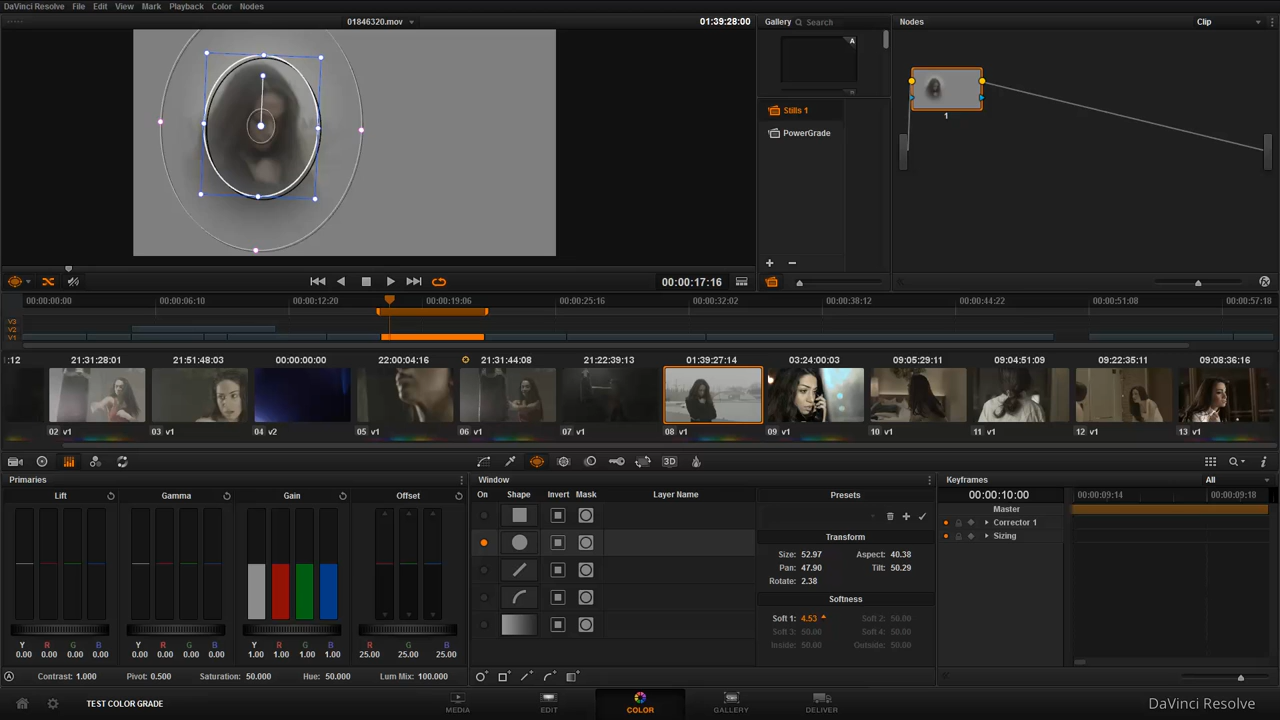 DaVinci Resolve File Edit View Mark Playback Color Nodes
01846320.mov 01:39:28:00 Gallery Search Nodes Clip
A
Stills 1
PowerGrade
1
00:00:17:16
00:00:00:00 00:00:06:10 00:00:12:20 00:00:19:06 00:00:25:16 00:00:32:02 00:00:38:12 00:00:44:22 00:00:51:08 00:00:57:18
V3
V2
V1
:12 21:31:28:01 21:51:48:03 00:00:00:00 22:00:04:16 21:31:44:08 21:22:39:13 01:39:27:14 03:24:00:03 09:05:29:11 09:04:51:09 09:22:35:11 09:08:36:16
02 v1 03 v1 04 v2 05 v1 06 v1 07 v1 08 v1 09 v1 10 v1 11 v1 12 v1 13 v1
3D
Primaries Window Keyframes All
Lift Gamma Gain Offset On Shape Invert Mask Layer Name Presets 00:00:10:00 00:00:09:14 00:00:09:18
Master
Corrector 1
Sizing
Transform
Size: 52.97 Aspect: 40.38
Pan: 47.90 Tilt: 50.29
Rotate: 2.38
Softness
Soft 1: 4.53 Soft 2: 50.00
Soft 3: 50.00 Soft 4: 50.00
Inside: 50.00 Outside: 50.00
Y R G B Y R G B Y R G B R G B
0.00 0.00 0.00 0.00 0.00 0.00 0.00 0.00 1.00 1.00 1.00 1.00 25.00 25.00 25.00
A Contrast: 1.000 Pivot: 0.500 Saturation: 50.000 Hue: 50.000 Lum Mix: 100.000
TEST COLOR GRADE MEDIA EDIT COLOR GALLERY DELIVER DaVinci Resolve